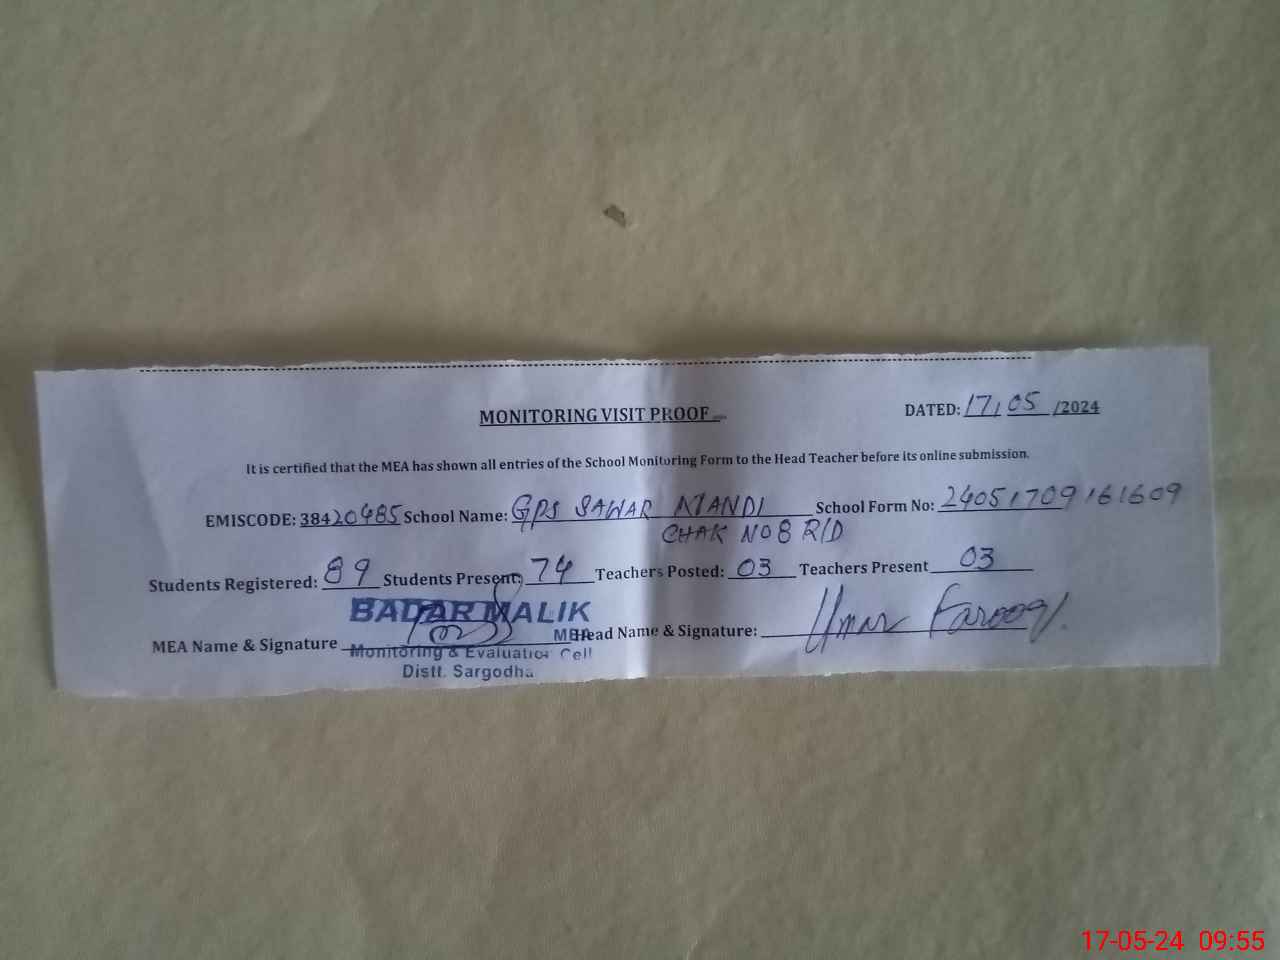 MONITORING VISIT PROOF
DATED: 17/05/2024
It is certified that the MEA has shown all entries of the School Monitoring Form to the Head Teacher before its online submission.
EMISCODE: 38420485 School Name: GPS SAWAR MANDI School Form No: 24051709161609
CHAK NO 8 R/D
Students Registered: 89 Students Present: 74 Teachers Posted: 03 Teachers Present 03
BADAR MALIK
MEA
MEA Name & Signature Head Name & Signature: Umar Farooq
Monitoring & Evaluation Cell
Distt. Sargodha
17-05-24 09:55